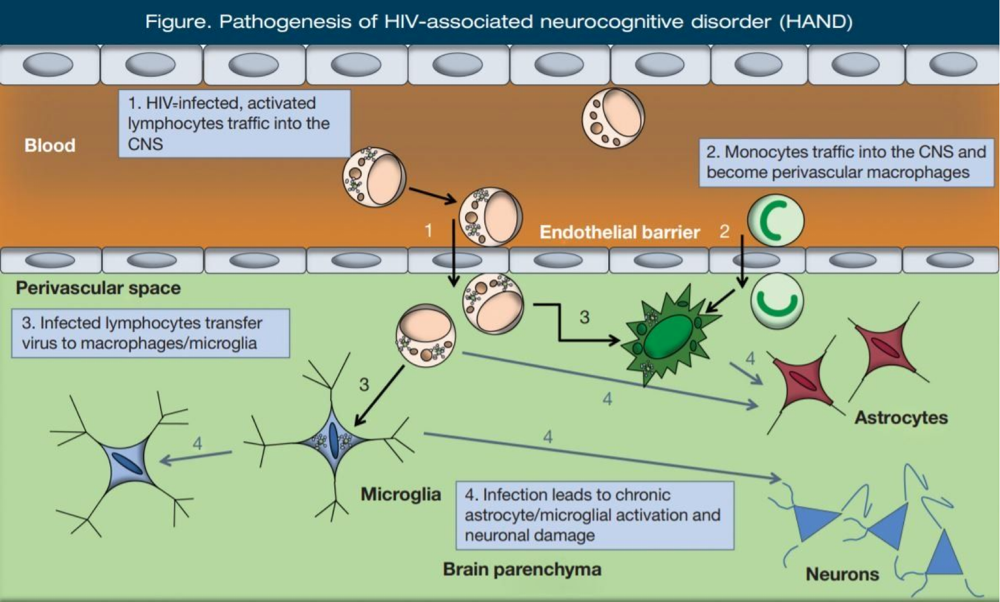 Figure. Pathogenesis of HIV-associated neurocognitive disorder (HAND)
1. HIV-infected, activated
lymphocytes traffic into the
CNS
Blood
2. Monocytes traffic into the CNS and
become perivascular macrophages
1
Endothelial barrier
2
Perivascular space
3. Infected lymphocytes transfer
virus to macrophages/microglia
3
4
3
4
Astrocytes
4
4
Microglia
4. Infection leads to chronic
astrocyte/microglial activation and
neuronal damage
Brain parenchyma
Neurons